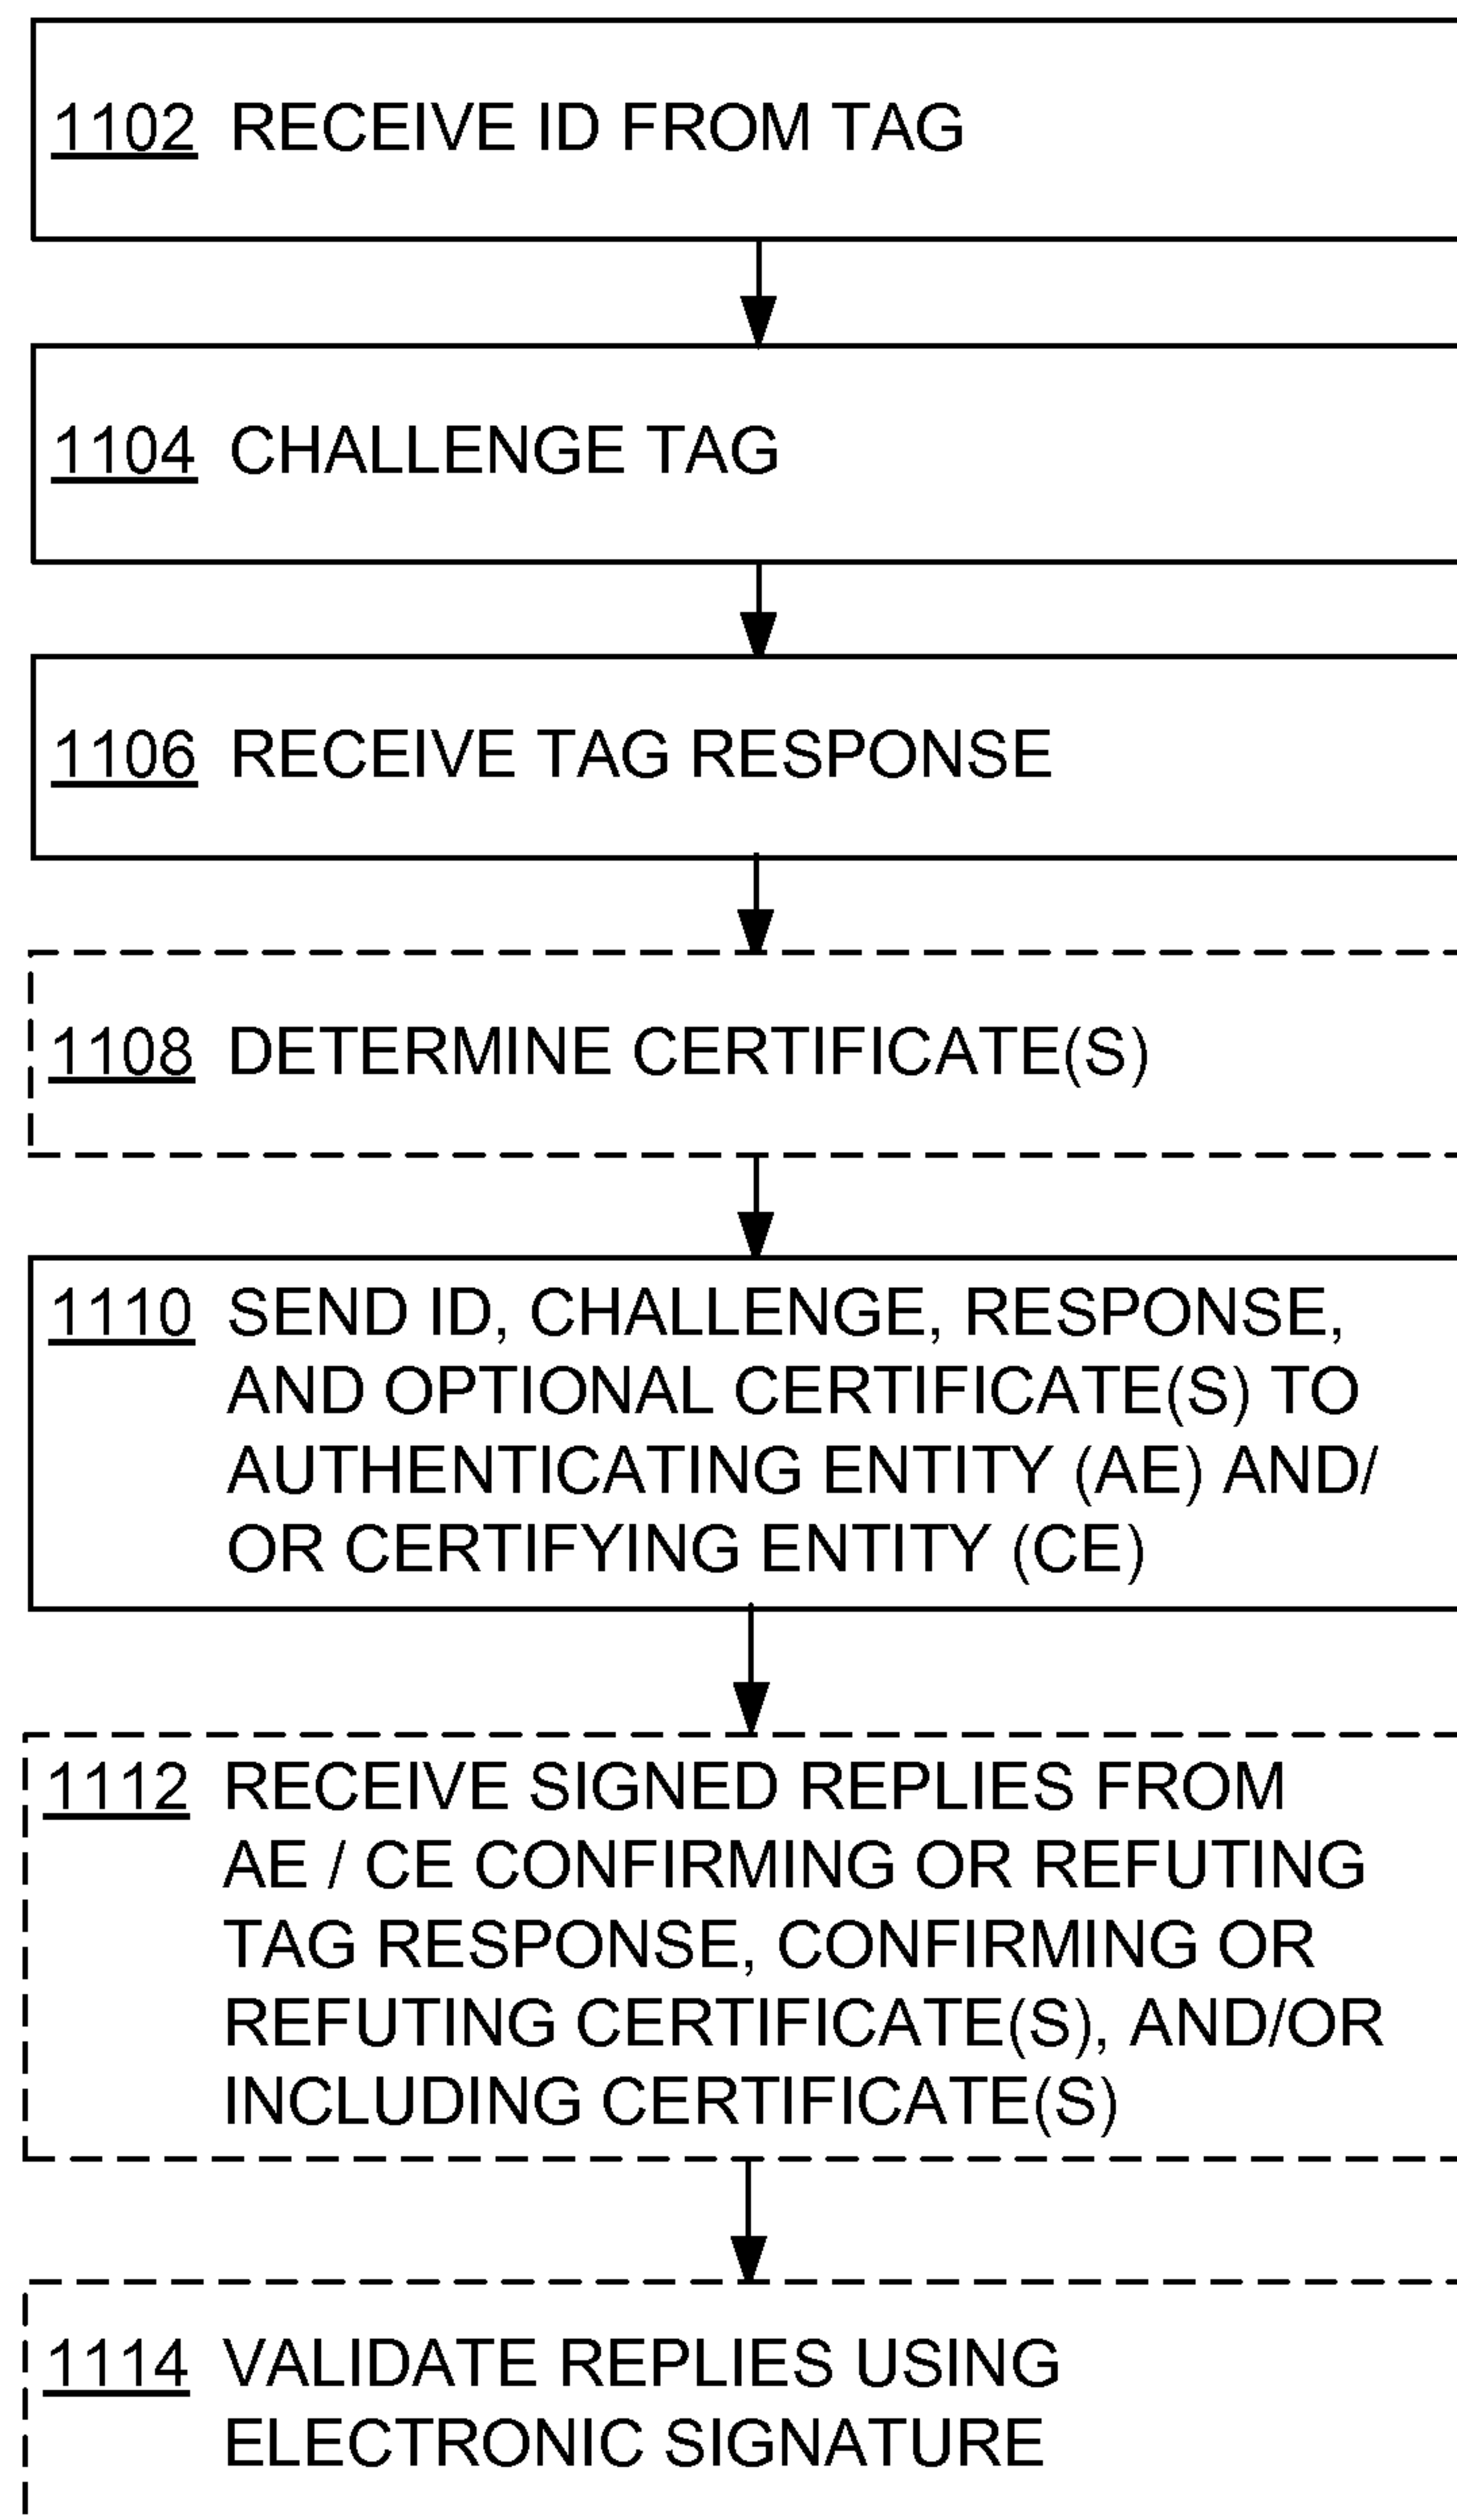 1102 RECEIVE ID FROM TAG
1104 CHALLENGE TAG
1106 RECEIVE TAG RESPONSE
1108 DETERMINE CERTIFICATE(S)
1110 SEND ID, CHALLENGE, RESPONSE,
AND OPTIONAL CERTIFICATE(S) TO
AUTHENTICATING ENTITY (AE) AND/
OR CERTIFYING ENTITY (CE)
1112 RECEIVE SIGNED REPLIES FROM
AE / CE CONFIRMING OR REFUTING
TAG RESPONSE, CONFIRMING OR
REFUTING CERTIFICATE(S), AND/OR
INCLUDING CERTIFICATE(S)
1114 VALIDATE REPLIES USING
ELECTRONIC SIGNATURE